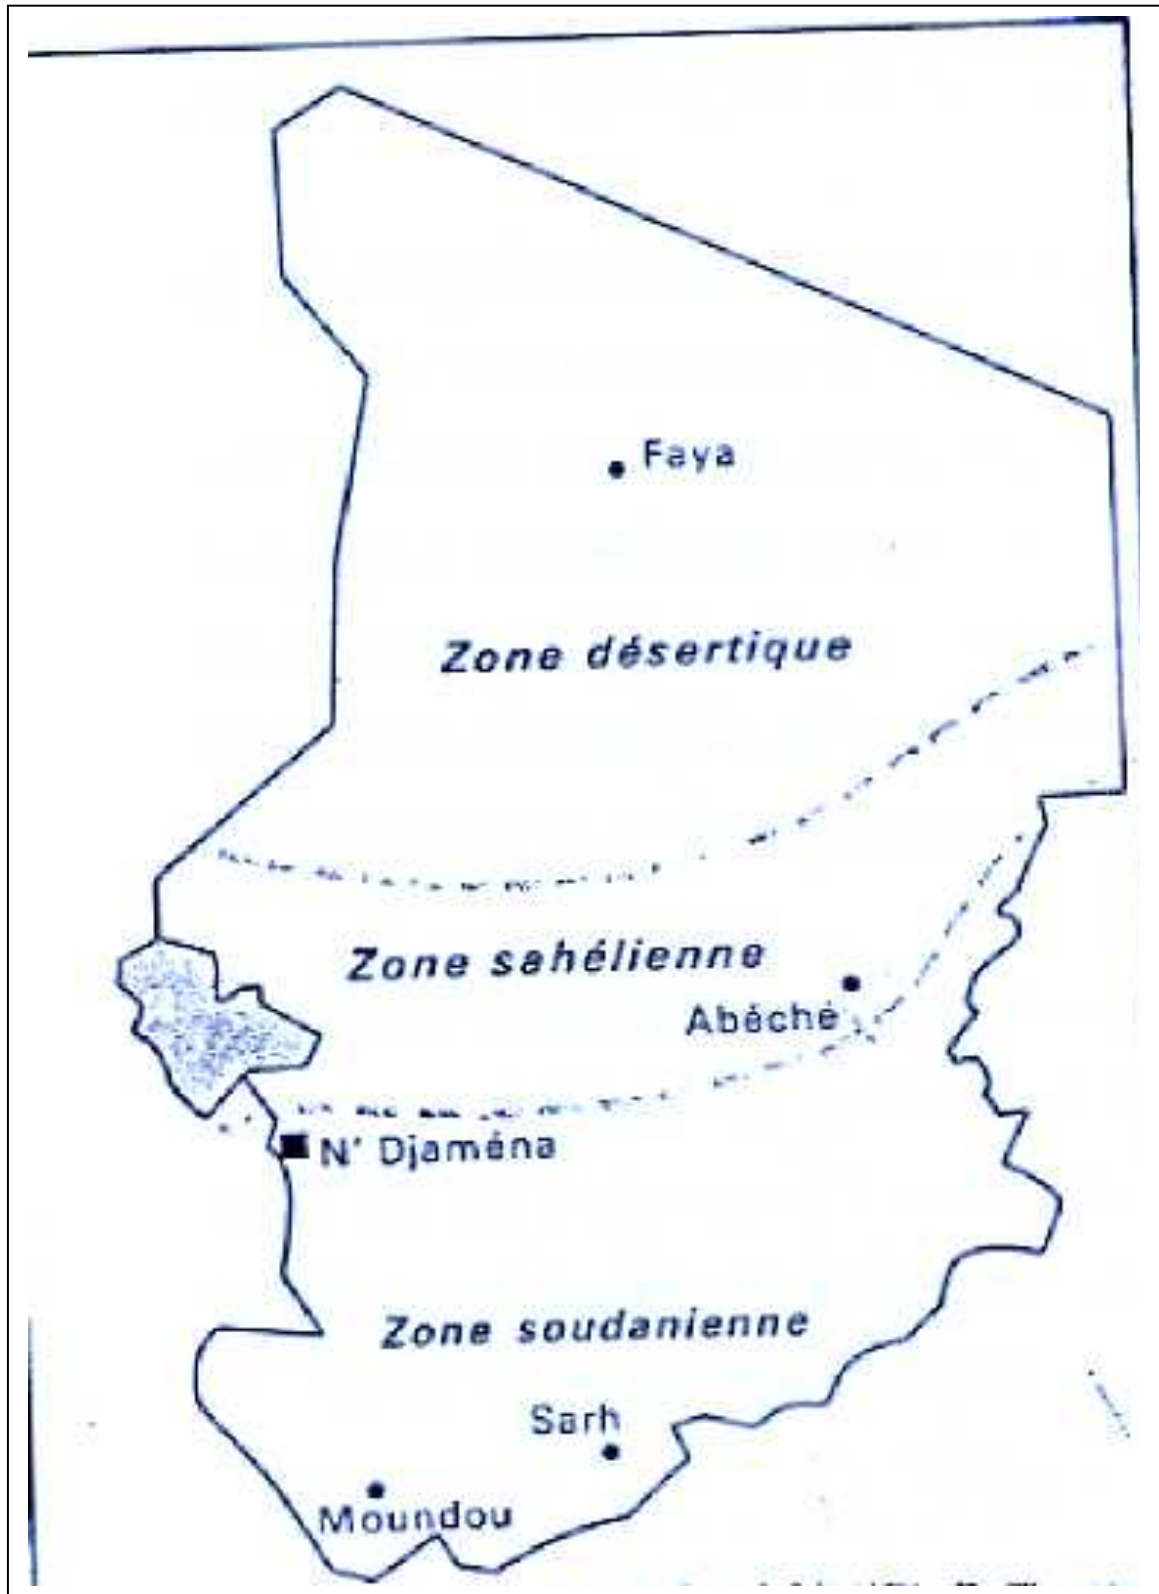 Faya
Zone désertique
Zone sahélienne
Abéché
N' Djaména
Zone soudanienne
Sarh
Moundou